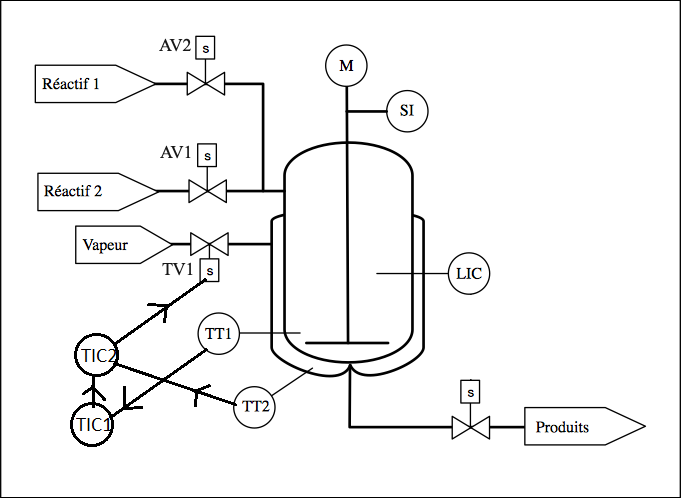 AV2
s
Réactif 1
M
SI
AV1
s
Réactif 2
Vapeur
TV1
s
LIC
TT1
TIC2
TT2
TIC1
s
Produits